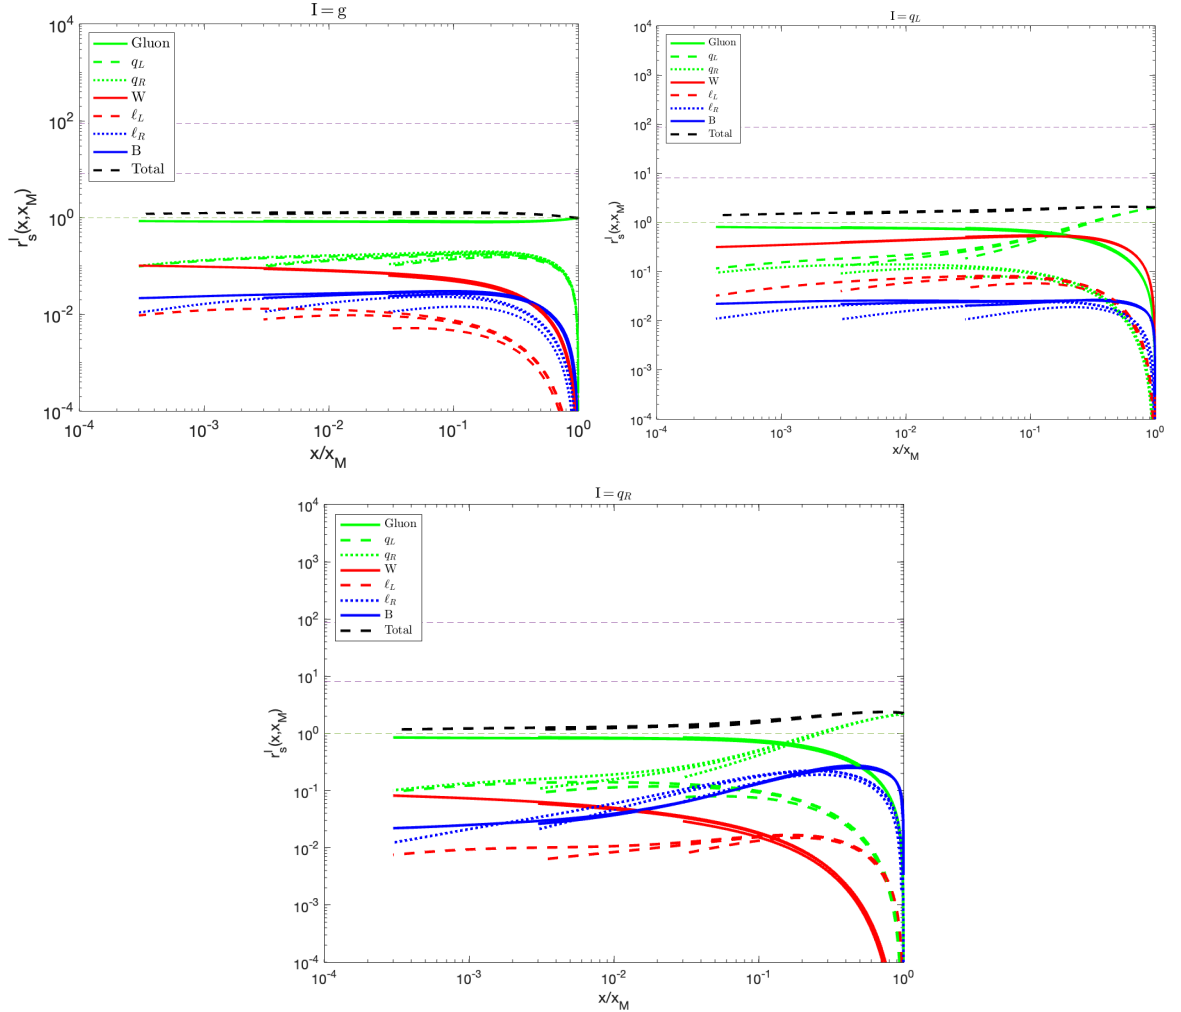 I = g
10^4
10^2
10^0
10^-2
10^-4
r_s^I(x,x_M)
Gluon
q_L
q_R
W
ℓ_L
ℓ_R
B
Total
10^-4
10^-3
10^-2
10^-1
10^0
x/x_M
I = q_L
10^4
10^3
10^2
10^1
10^0
10^-1
10^-2
10^-3
10^-4
r_s^I(x,x_M)
Gluon
q_L
q_R
W
ℓ_L
ℓ_R
B
Total
10^-4
10^-3
10^-2
10^-1
10^0
x/x_M
I = q_R
10^4
10^3
10^2
10^1
10^0
10^-1
10^-2
10^-3
10^-4
r_s^I(x,x_M)
Gluon
q_L
q_R
W
ℓ_L
ℓ_R
B
Total
10^-4
10^-3
10^-2
10^-1
10^0
x/x_M